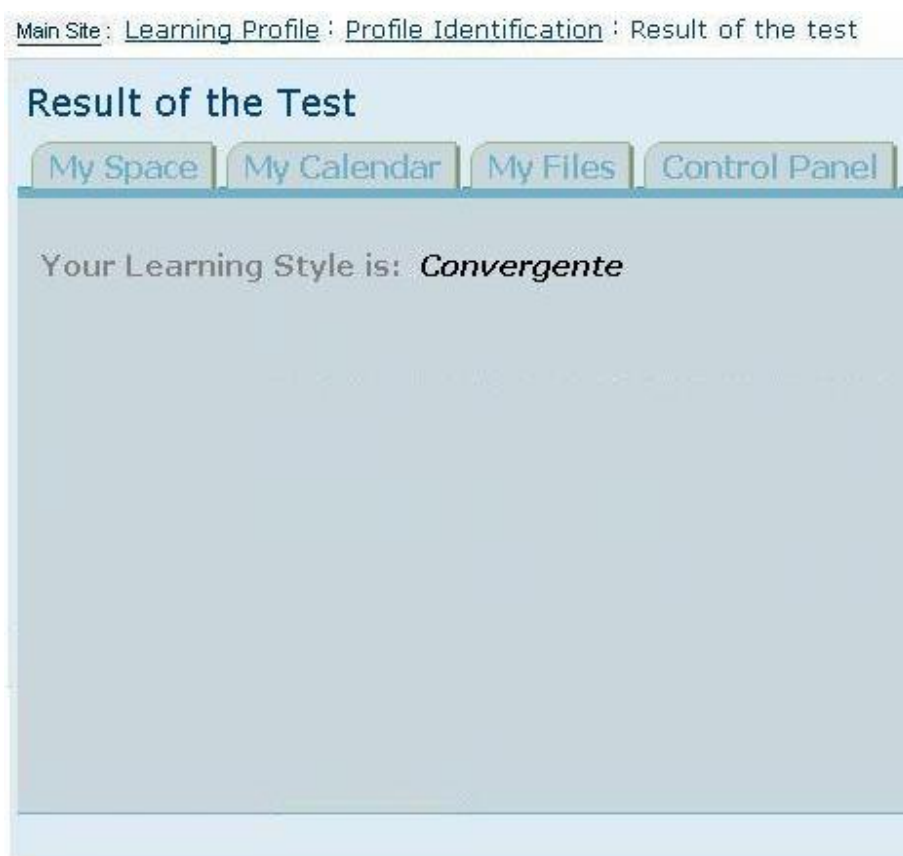 Main Site : Learning Profile : Profile Identification : Result of the test
Result of the Test
My Space My Calendar My Files Control Panel
Your Learning Style is: Convergente